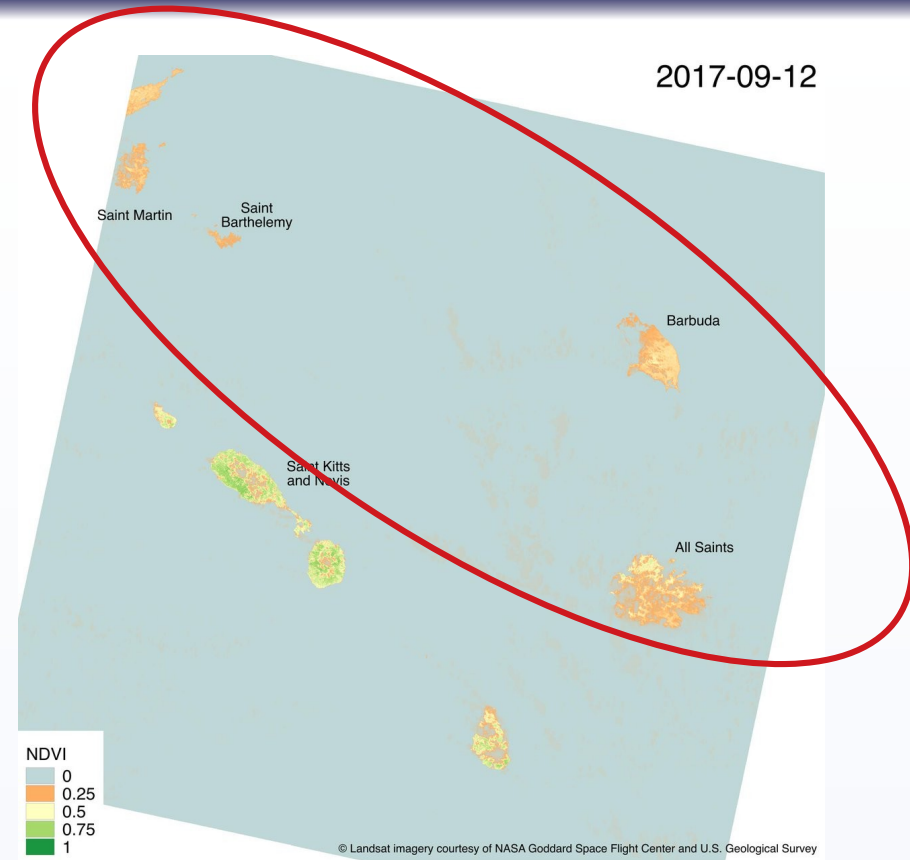 2017-09-12
Saint Martin
Saint
Barthelemy
Barbuda
Saint Kitts
and Nevis
All Saints
NDVI
0
0.25
0.5
0.75
1
© Landsat imagery courtesy of NASA Goddard Space Flight Center and U.S. Geological Survey